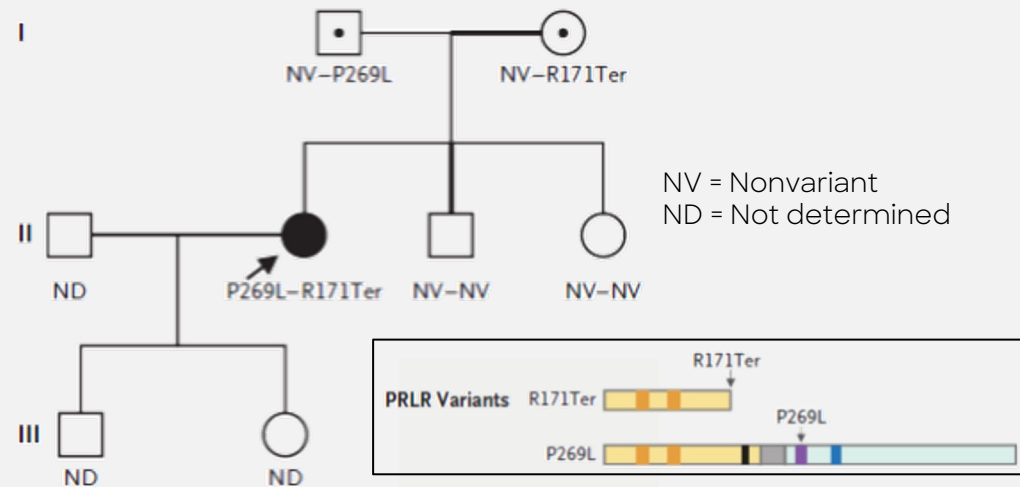 I
NV–P269L NV–R171Ter
NV = Nonvariant
ND = Not determined
II
ND P269L–R171Ter NV–NV NV–NV
R171Ter
PRLR Variants R171Ter
P269L
P269L
III
ND ND